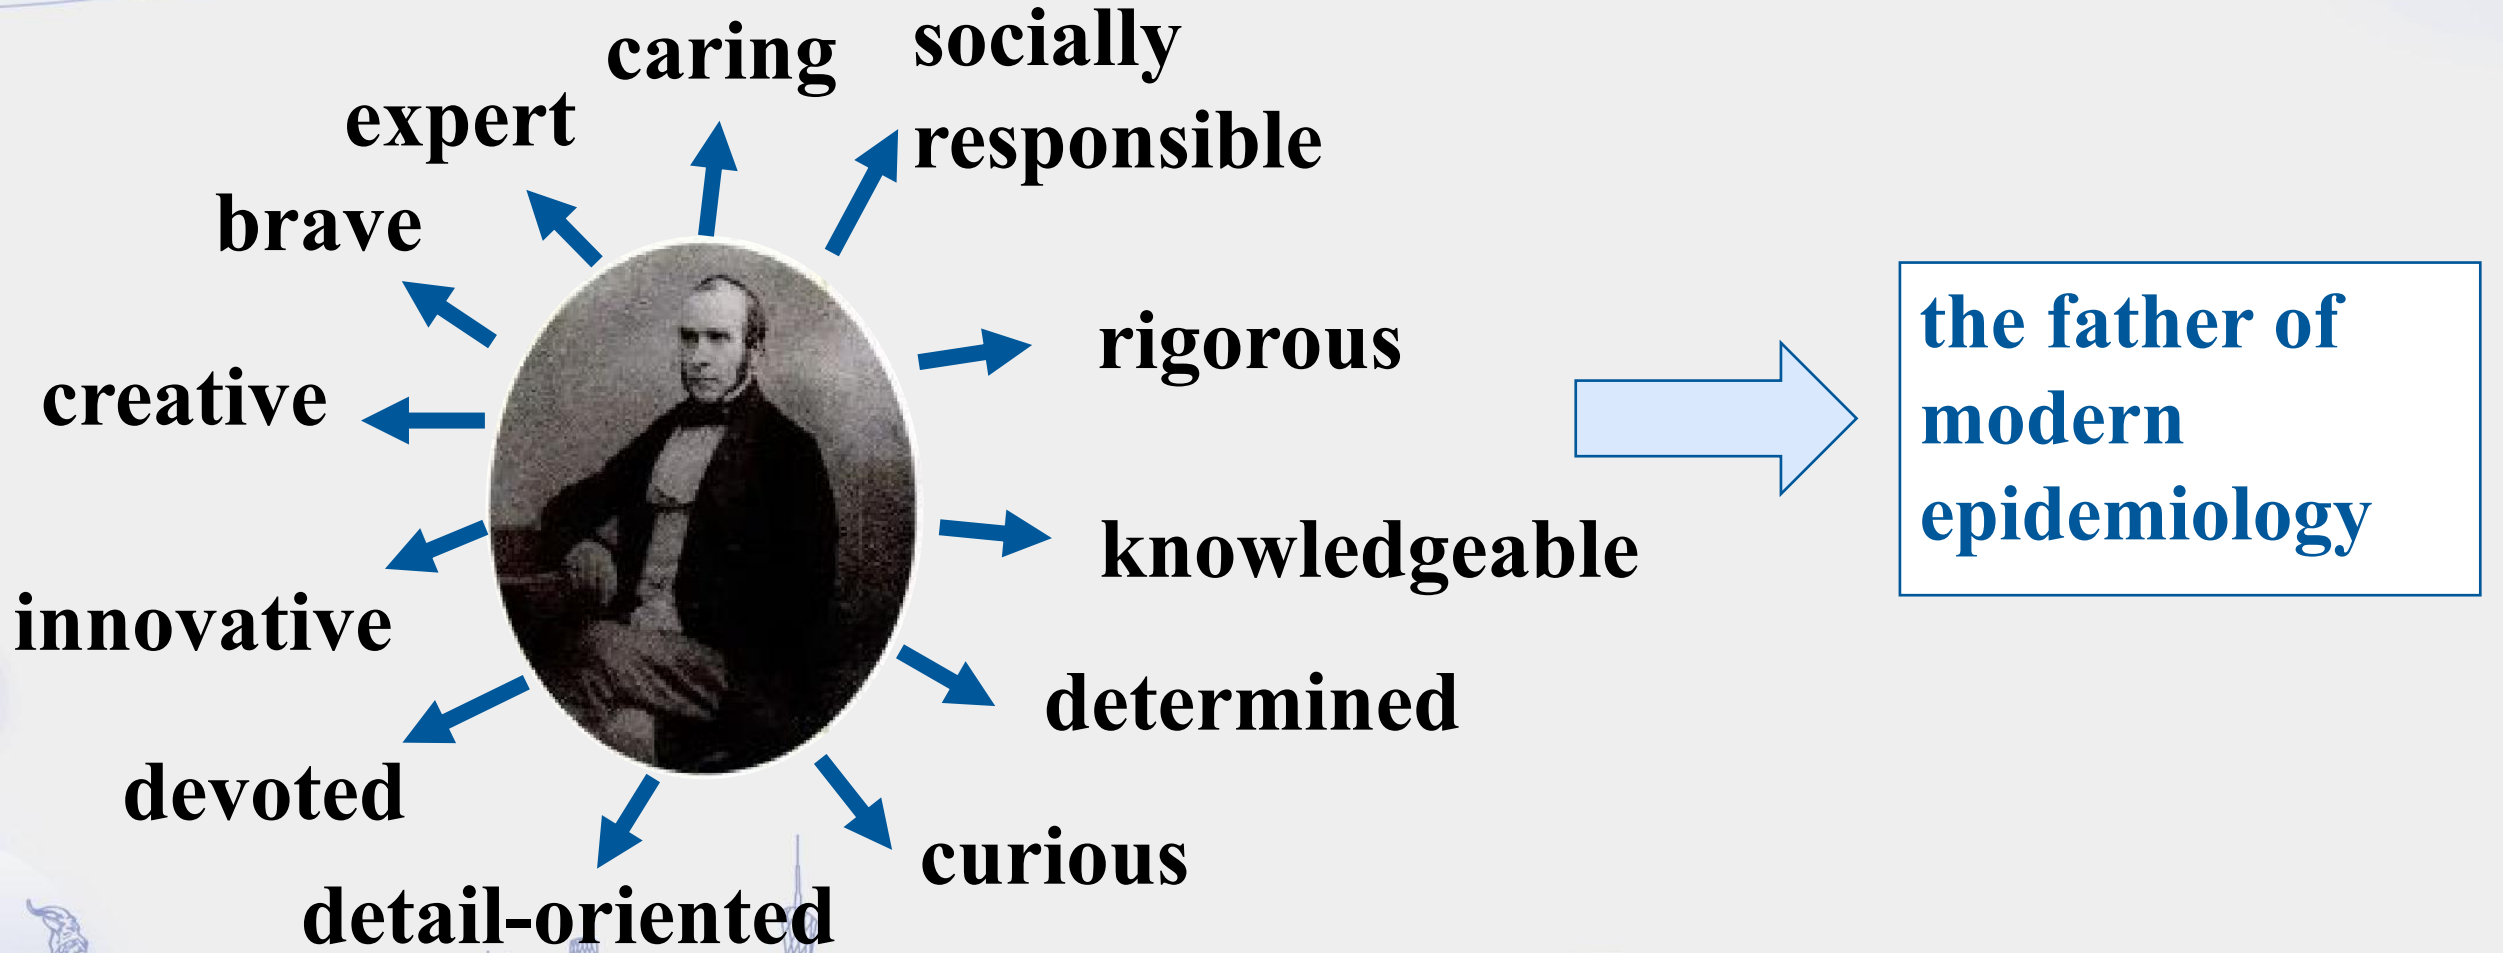 caring
socially
responsible
expert
brave
creative
innovative
devoted
detail-oriented
rigorous
knowledgeable
determined
curious
the father of
modern
epidemiology